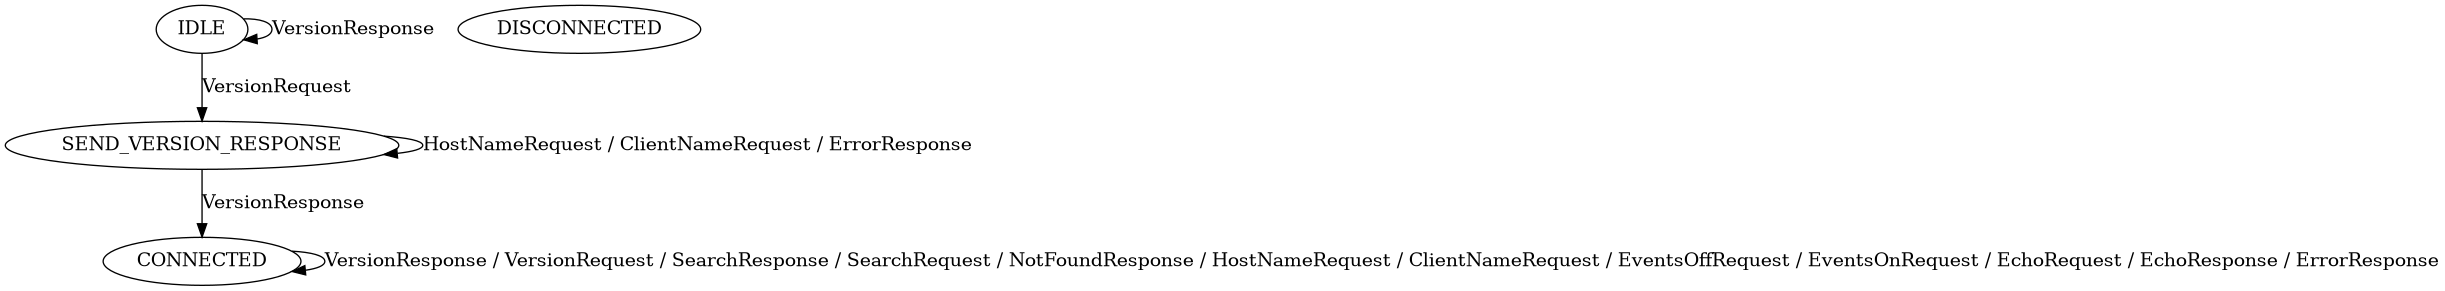 IDLE
VersionResponse
DISCONNECTED
VersionRequest
SEND_VERSION_RESPONSE
HostNameRequest / ClientNameRequest / ErrorResponse
VersionResponse
CONNECTED
VersionResponse / VersionRequest / SearchResponse / SearchRequest / NotFoundResponse / HostNameRequest / ClientNameRequest / EventsOffRequest / EventsOnRequest / EchoRequest / EchoResponse / ErrorResponse